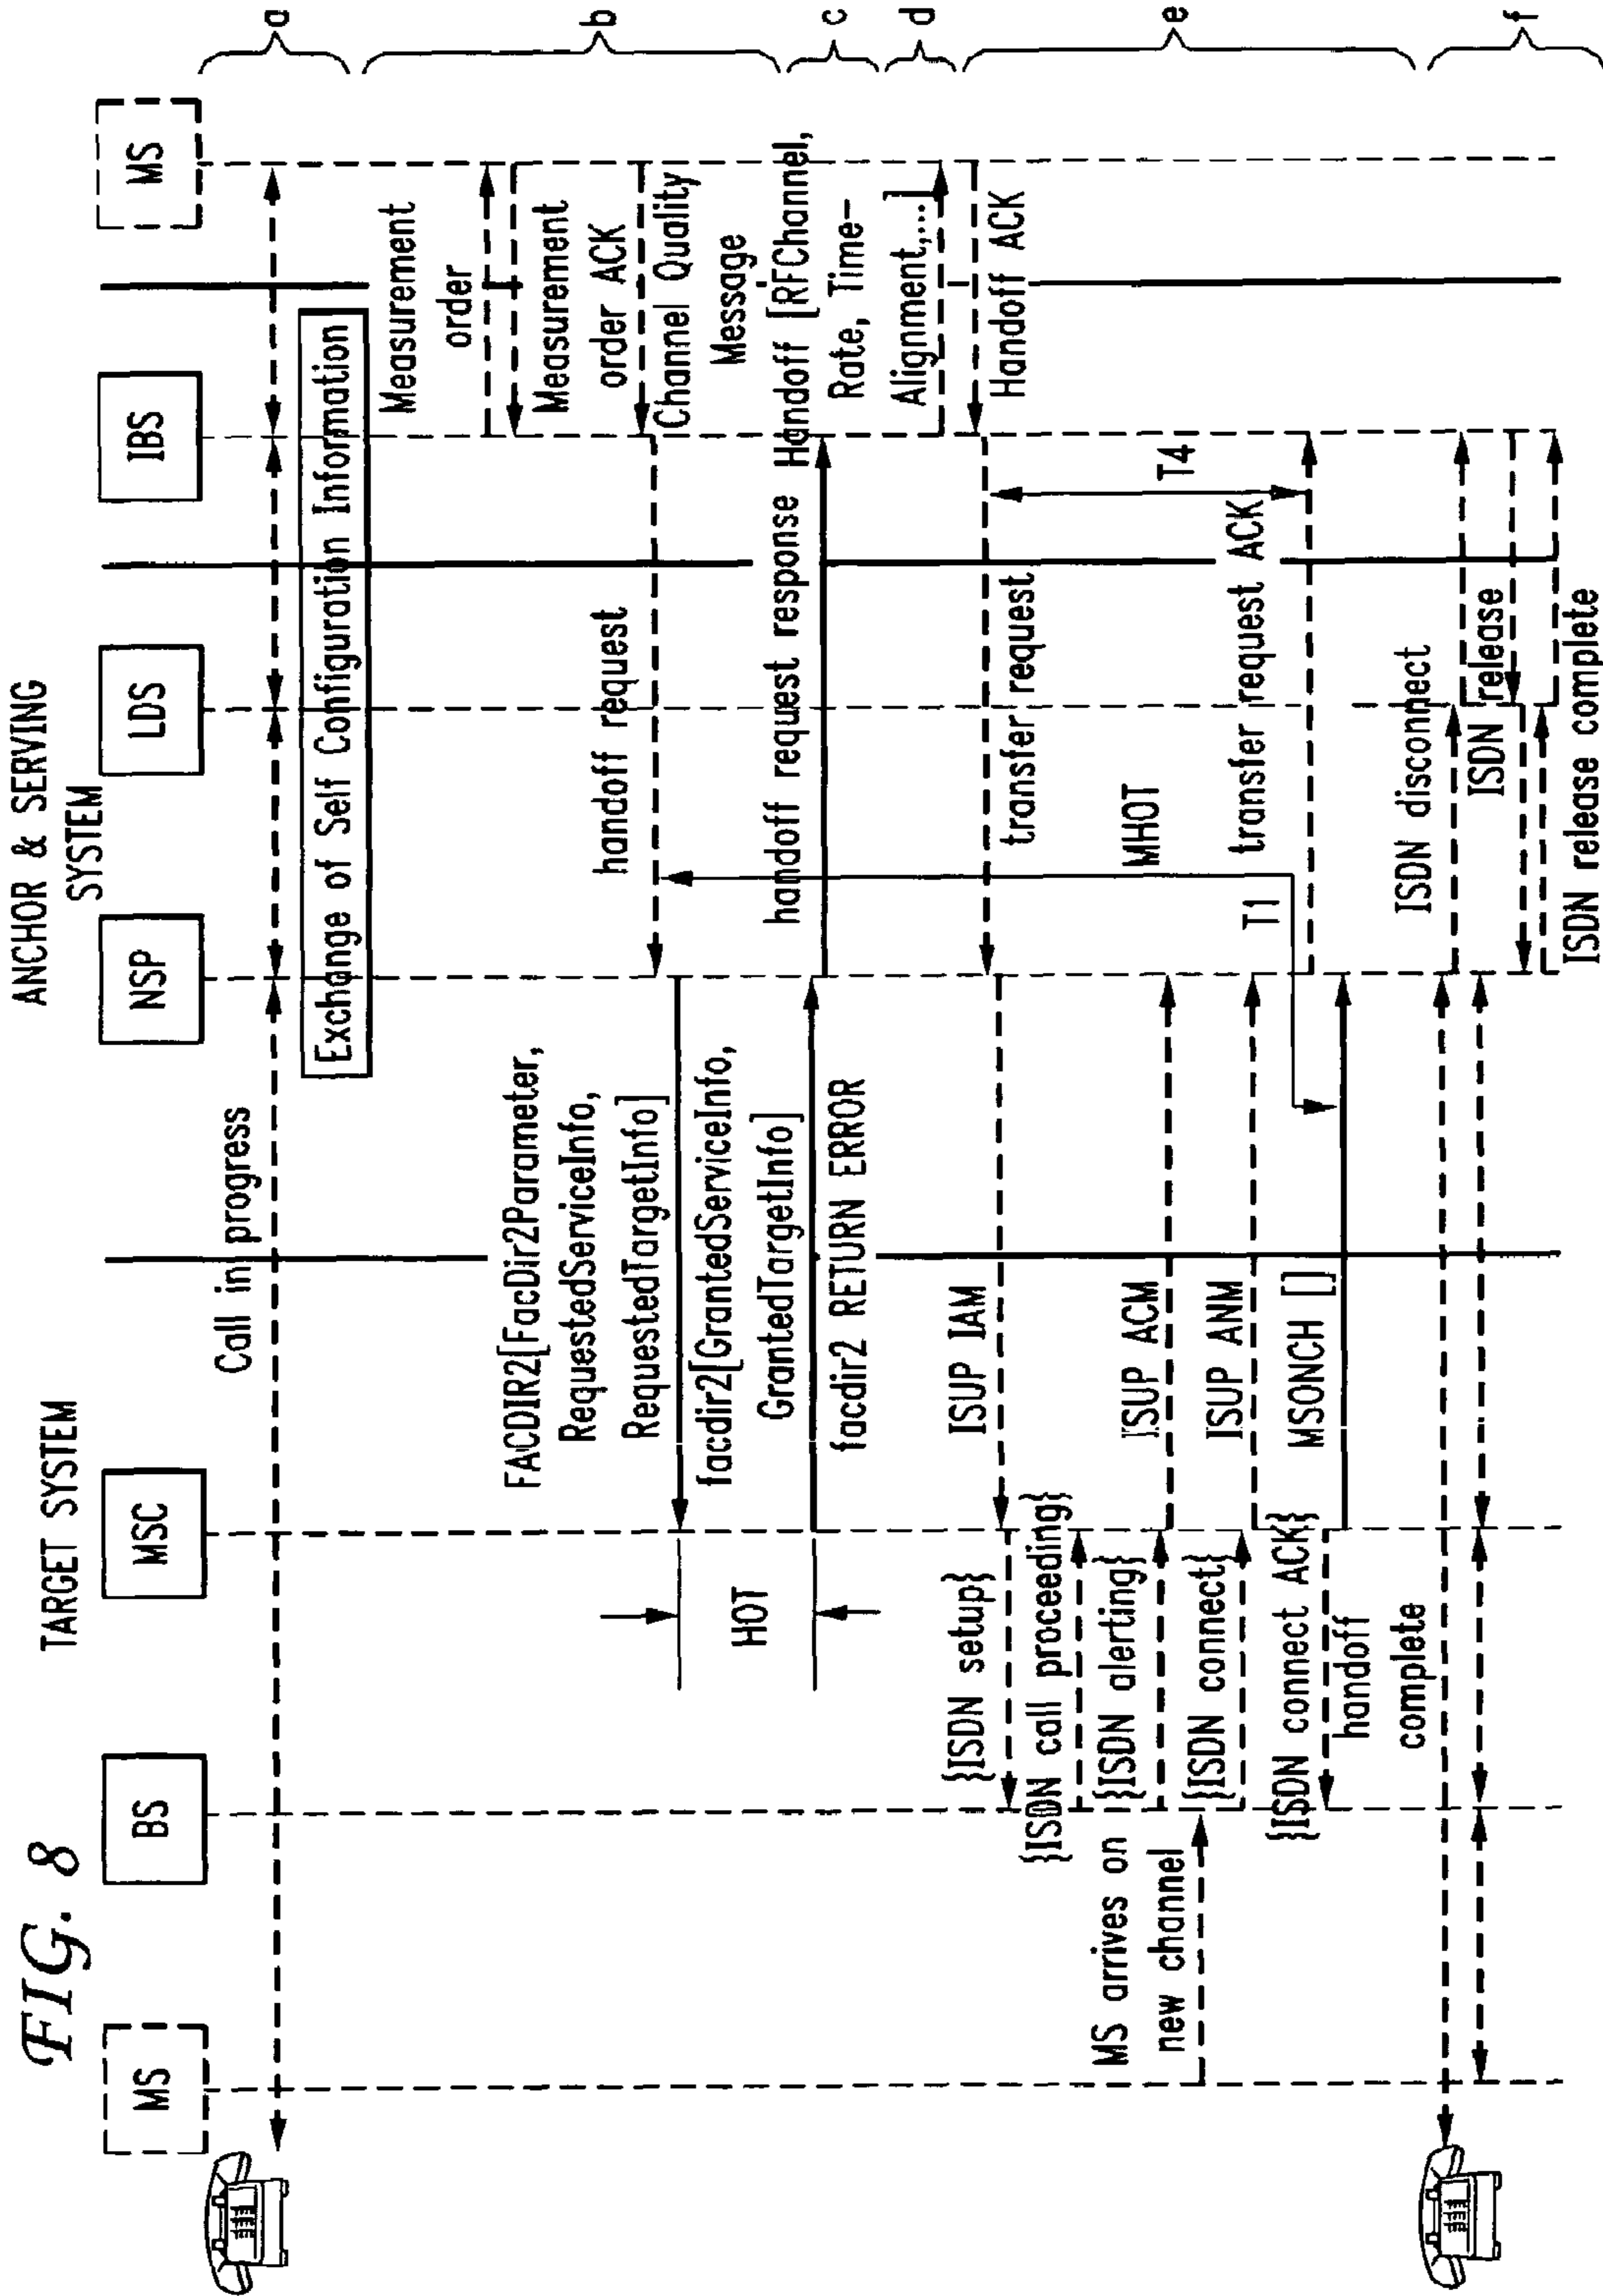 FIG. 8
TARGET SYSTEM
ANCHOR & SERVING
SYSTEM
MS
BS
MSC
NSP
LDS
IBS
MS
Call in progress
a
Exchange of Self Configuration Information
Measurement
order
Measurement
order ACK
Channel Quality
Message
b
handoff request
FACDIR2[FacDir2Parameter,
RequestedServiceInfo,
RequestedTargetInfo]
HOT
facdir2[GrantedServiceInfo,
GrantedTargetInfo]
facdir2 RETURN ERROR
handoff request response
c
Handoff [RFChannel,
Rate, Time-
Alignment,...]
d
Handoff ACK
transfer request
ISUP IAM
{ISDN setup}
{ISDN call proceeding}
{ISDN alerting}
ISUP ACM
MS arrives on
new channel
{ISDN connect}
ISUP ANM
MHOT
T1
T4
transfer request ACK
e
{ISDN connect ACK}
MSONCH []
handoff
complete
ISDN disconnect
ISDN release
ISDN release complete
f